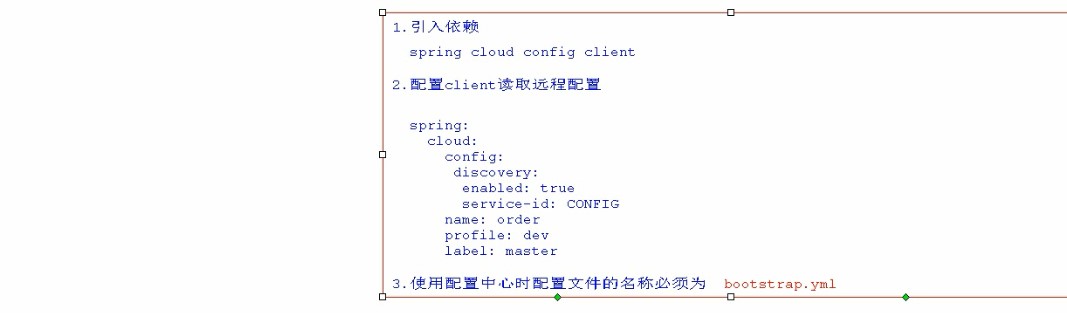 1.引入依赖
spring cloud config client
2.配置client读取远程配置
spring:
cloud:
config:
discovery:
enabled: true
service-id: CONFIG
name: order
profile: dev
label: master
3.使用配置中心时配置文件的名称必须为 bootstrap.yml